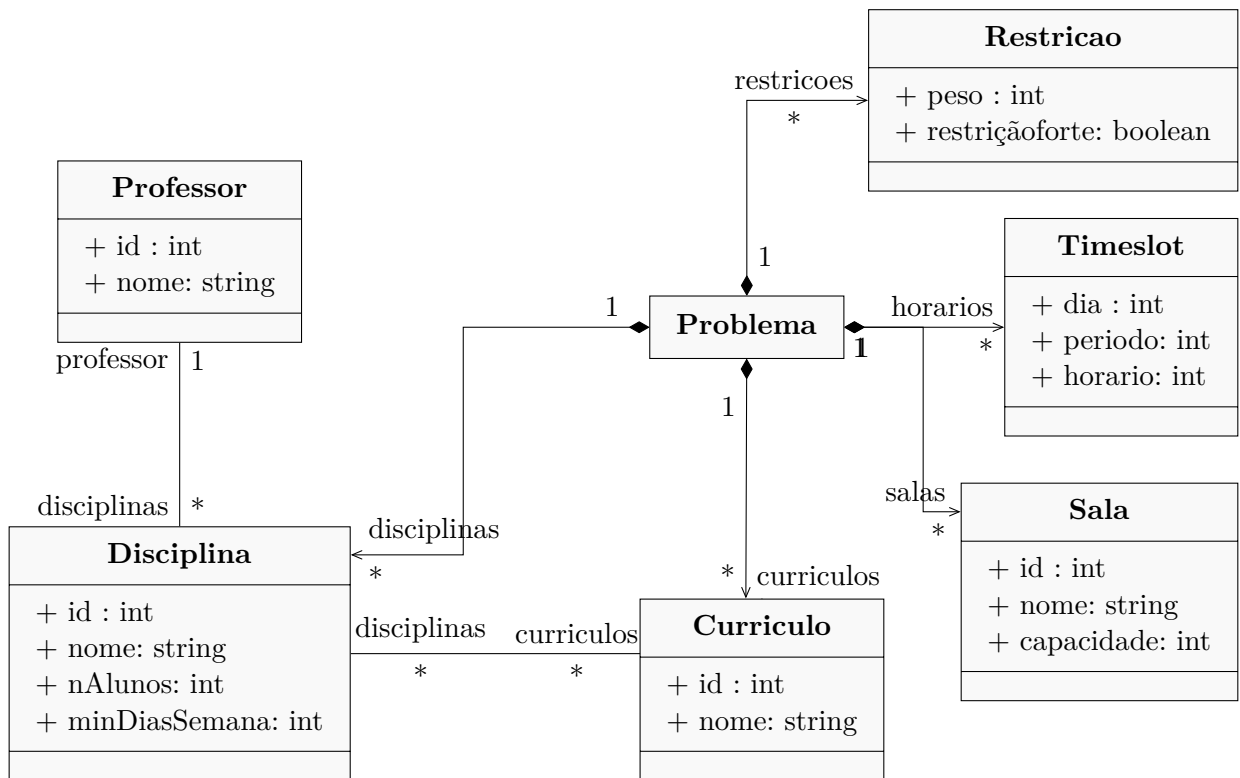 Restricao
+ peso : int
+ restriçãoforte: boolean
restricoes
*
1
Professor
+ id : int
+ nome: string
professor
1
disciplinas
*
Timeslot
+ dia : int
+ periodo: int
+ horario: int
horarios
*
Problema
1
1
1
1
salas
*
Sala
+ id : int
+ nome: string
+ capacidade: int
disciplinas
*
Disciplina
+ id : int
+ nome: string
+ nAlunos: int
+ minDiasSemana: int
disciplinas
*
curriculos
*
* curriculos
Curriculo
+ id : int
+ nome: string